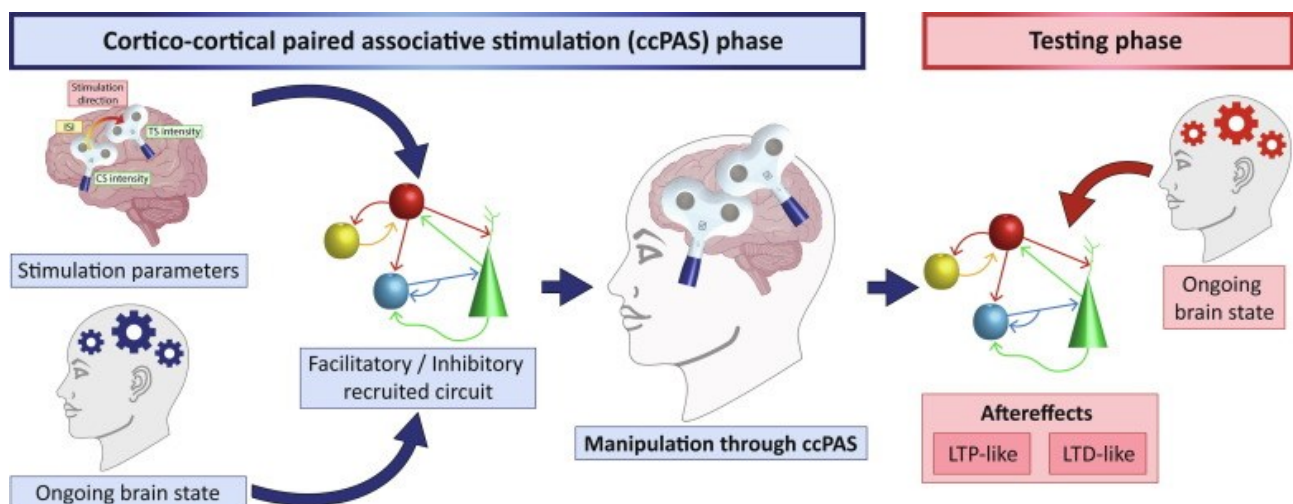 Cortico-cortical paired associative stimulation (ccPAS) phase
Testing phase
Stimulation
direction
ISI
TS intensity
CS intensity
Stimulation parameters
Ongoing brain state
Facilitatory / Inhibitory
recruited circuit
Manipulation through ccPAS
Ongoing
brain state
Aftereffects
LTP-like
LTD-like